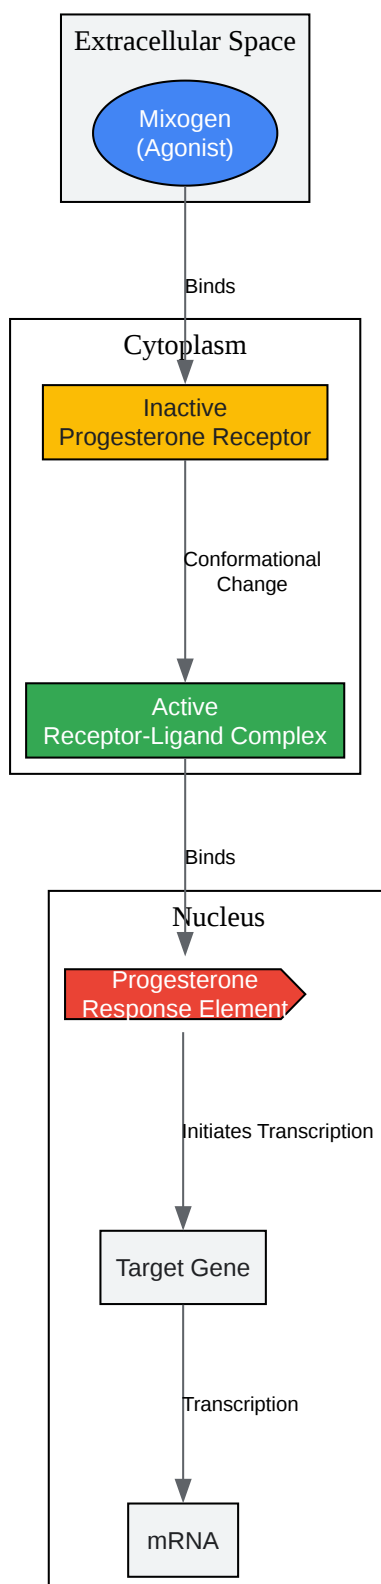 Extracellular Space
Mixogen
(Agonist)
Binds
Cytoplasm
Inactive
Progesterone Receptor
Conformational
Change
Active
Receptor-Ligand Complex
Binds
Nucleus
Progesterone
Response Element
Initiates Transcription
Target Gene
Transcription
mRNA